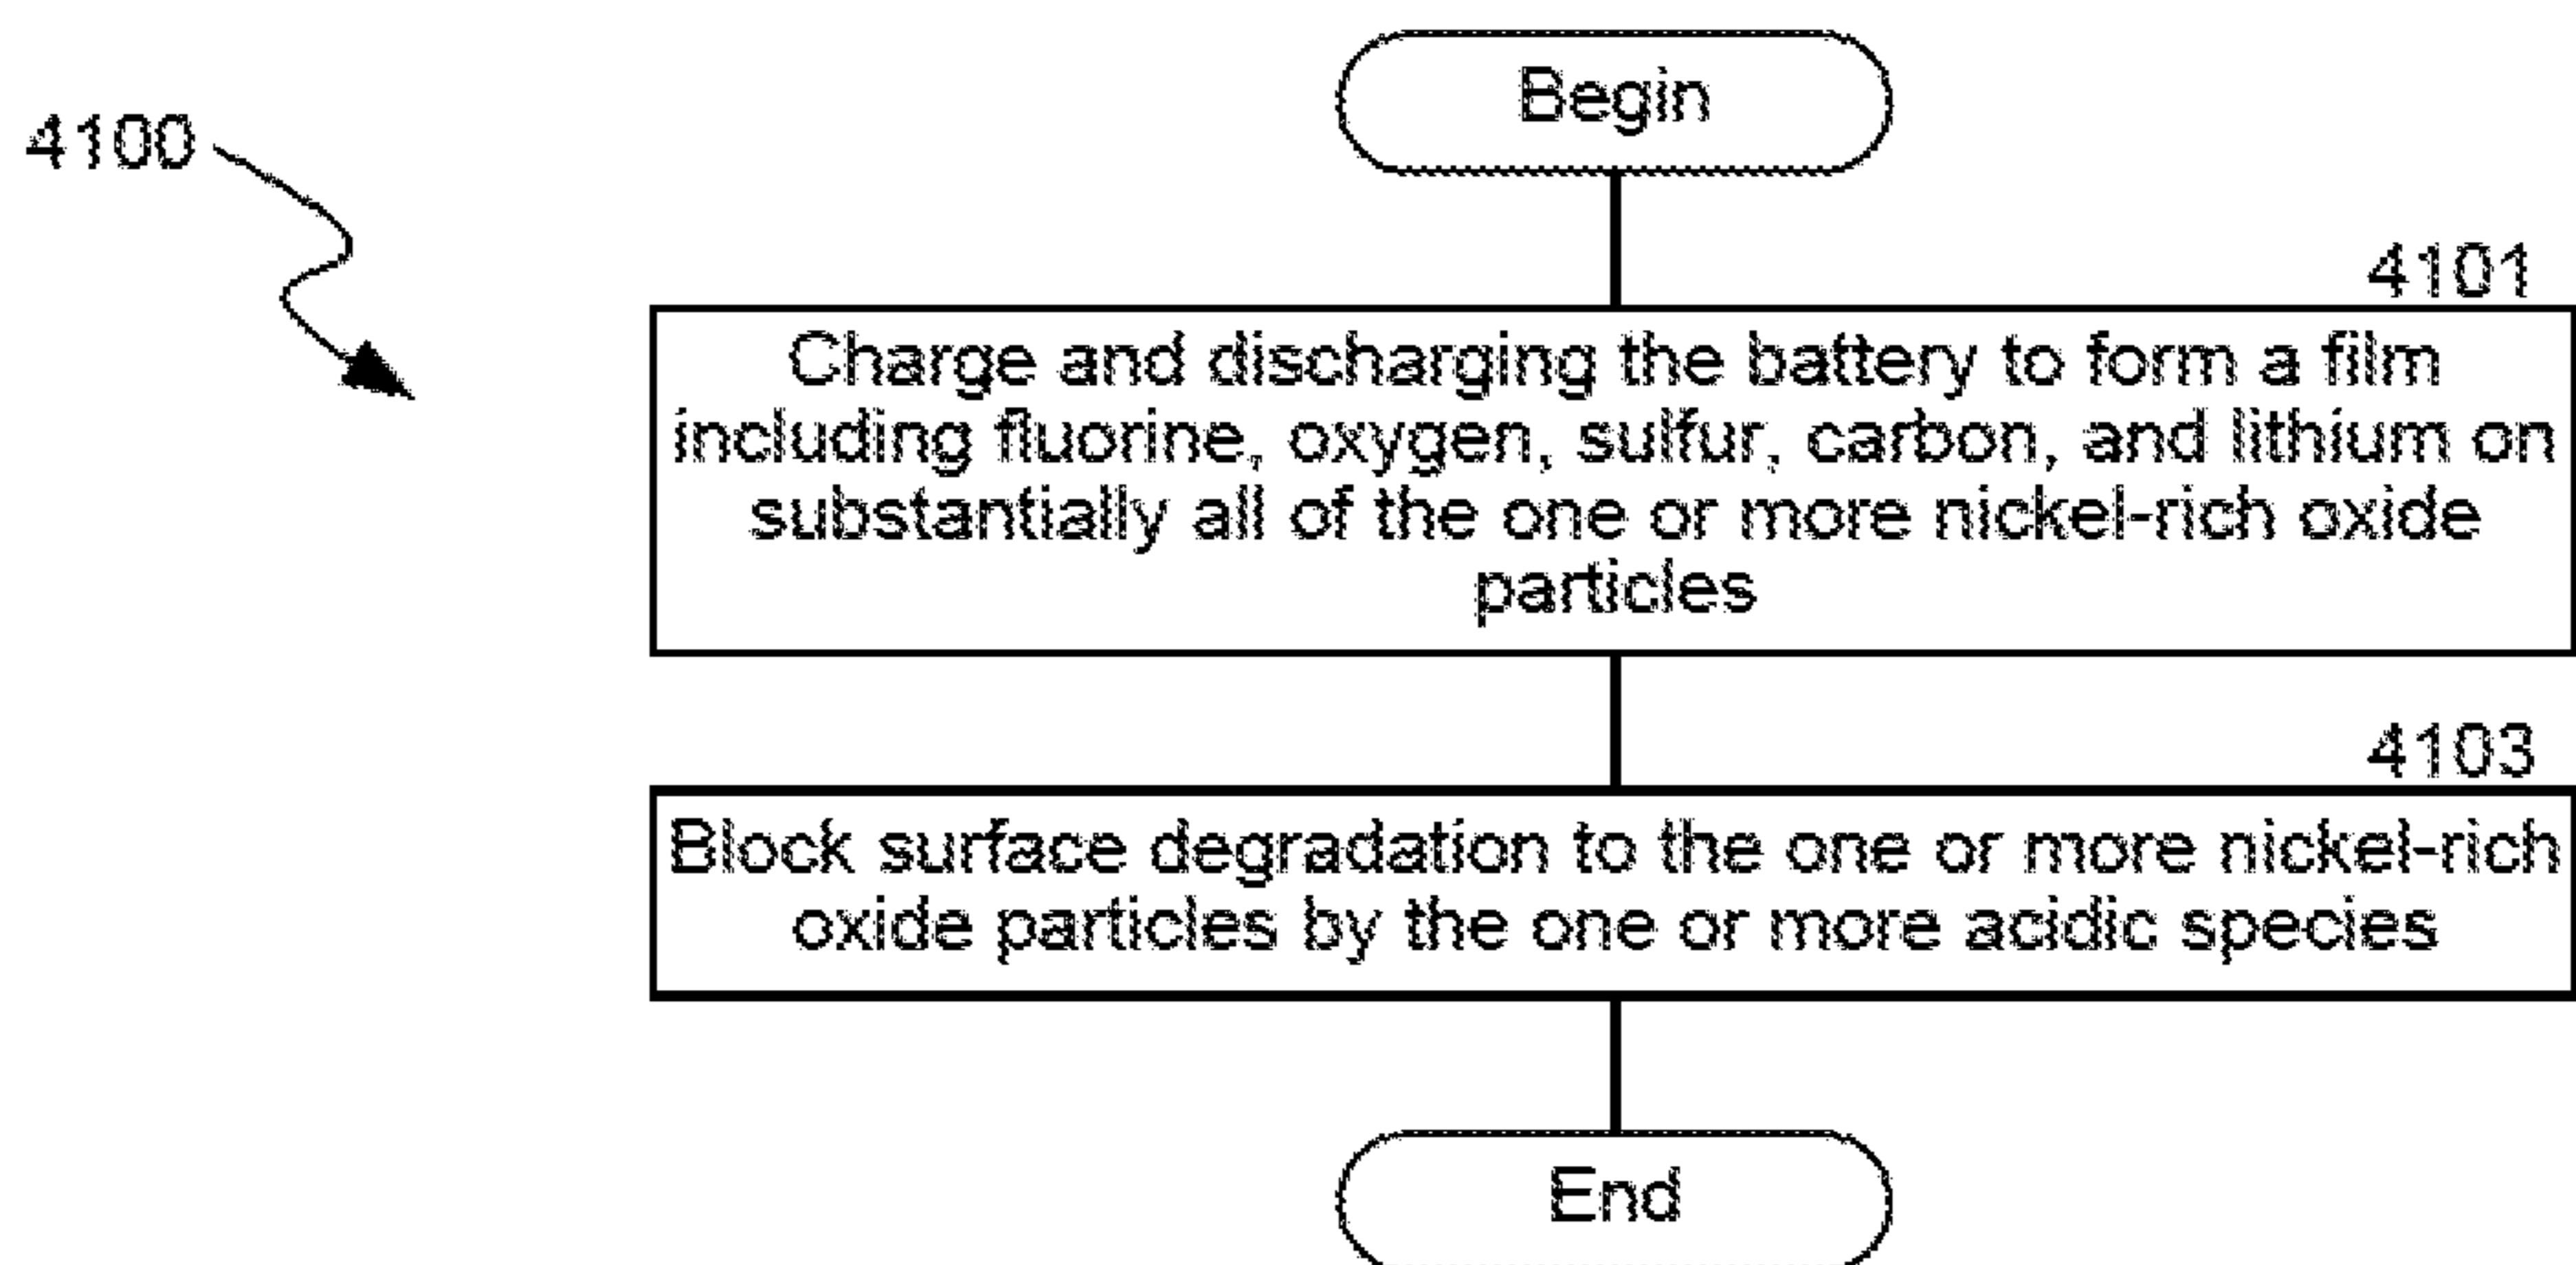 Begin
4100
4101
Charge and discharging the battery to form a film
including fluorine, oxygen, sulfur, carbon, and lithium on
substantially all of the one or more nickel-rich oxide
particles
4103
Block surface degradation to the one or more nickel-rich
oxide particles by the one or more acidic species
End